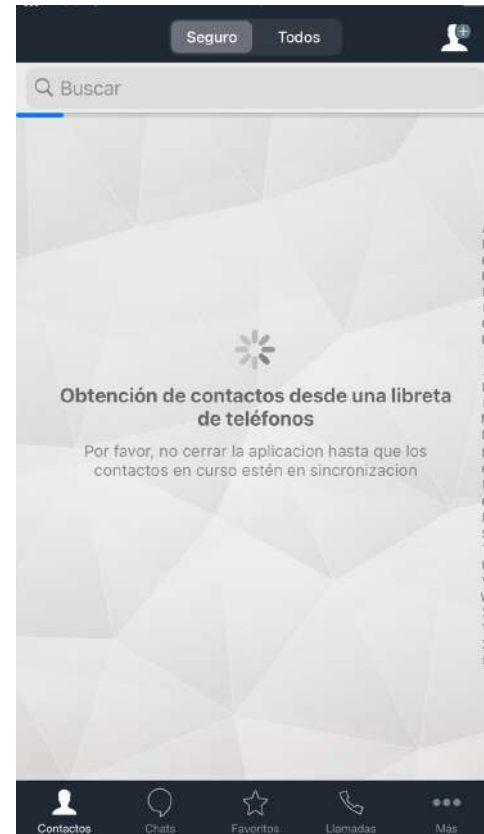 Seguro Todos
Buscar
Obtención de contactos desde una libreta
de teléfonos
Por favor, no cerrar la aplicacion hasta que los
contactos en curso estén en sincronizacion
Contactos Chats Favoritos Llamadas Más